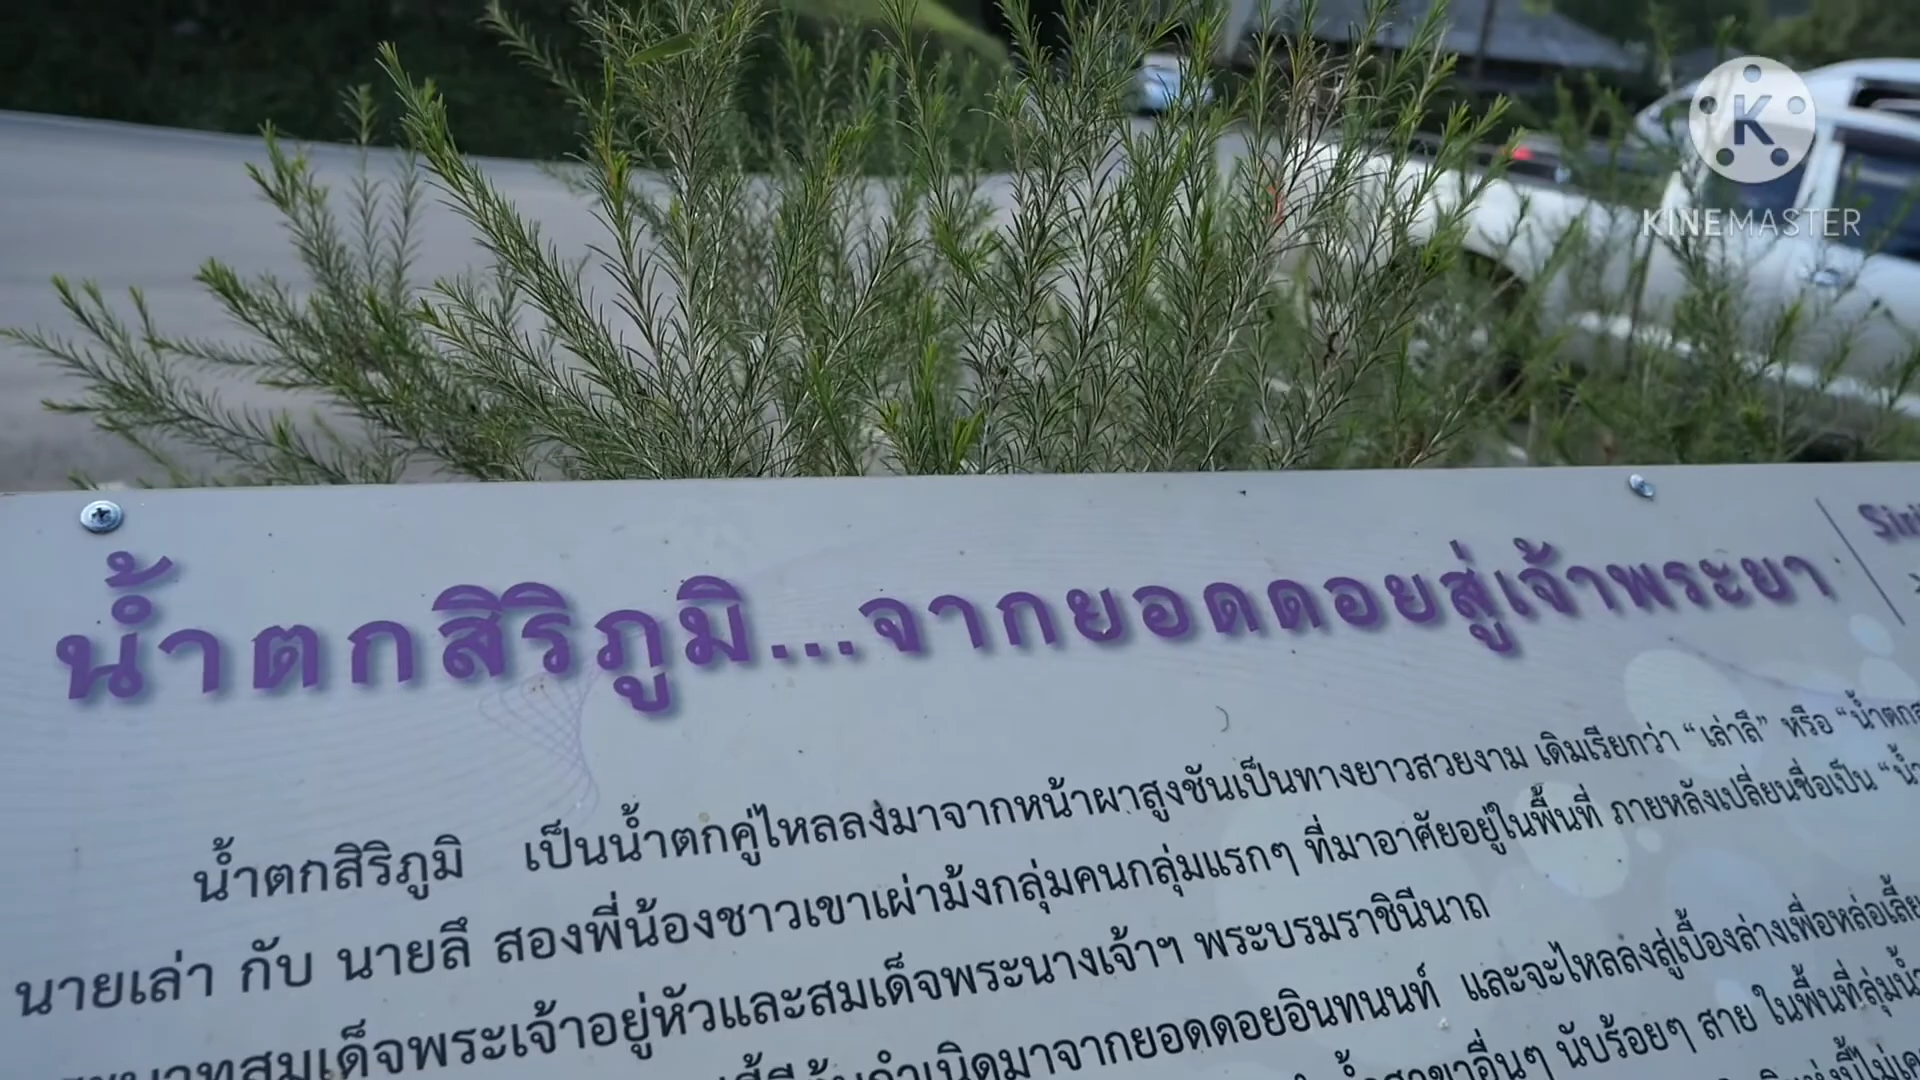 KINEMASTER
น้ำตกสิริภูมิ...จากยอดดอยสู่เจ้าพระยา
น้ำตกสิริภูมิ เป็นน้ำตกคู่ไหลลงมาจากหน้าผาสูงชันเป็นทางยาวสวยงาม เดิมเรียกว่า “เล่าลึ” หรือ “น้ำตก
นายเล่า กับ นายลึ สองพี่น้องชาวเขาเผ่าม้งกลุ่มคนกลุ่มแรกๆ ที่มาอาศัยอยู่ในพื้นที่ ภายหลังเปลี่ยนชื่อเป็น
สมเด็จพระเจ้าอยู่หัวและสมเด็จพระนางเจ้าฯ พระบรมราชินีนาถ
กำเนิดมาจากยอดดอยอินทนนท์ และจะไหลลงสู่เบื้องล่างเพื่อหล่อเลี้ย
อื่นๆ นับร้อยๆ สาย ในพื้นที่ลุ่มน้ำ